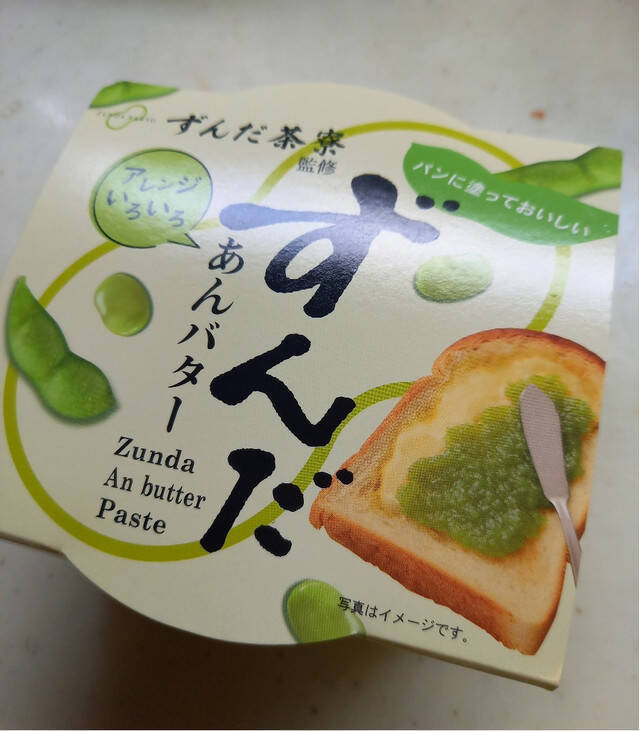 ずんだ茶寮
監修
パンに塗っておいしい
アレンジ
いろいろ
ずんだ
あんバター
Zunda
An butter
Paste
写真はイメージです。